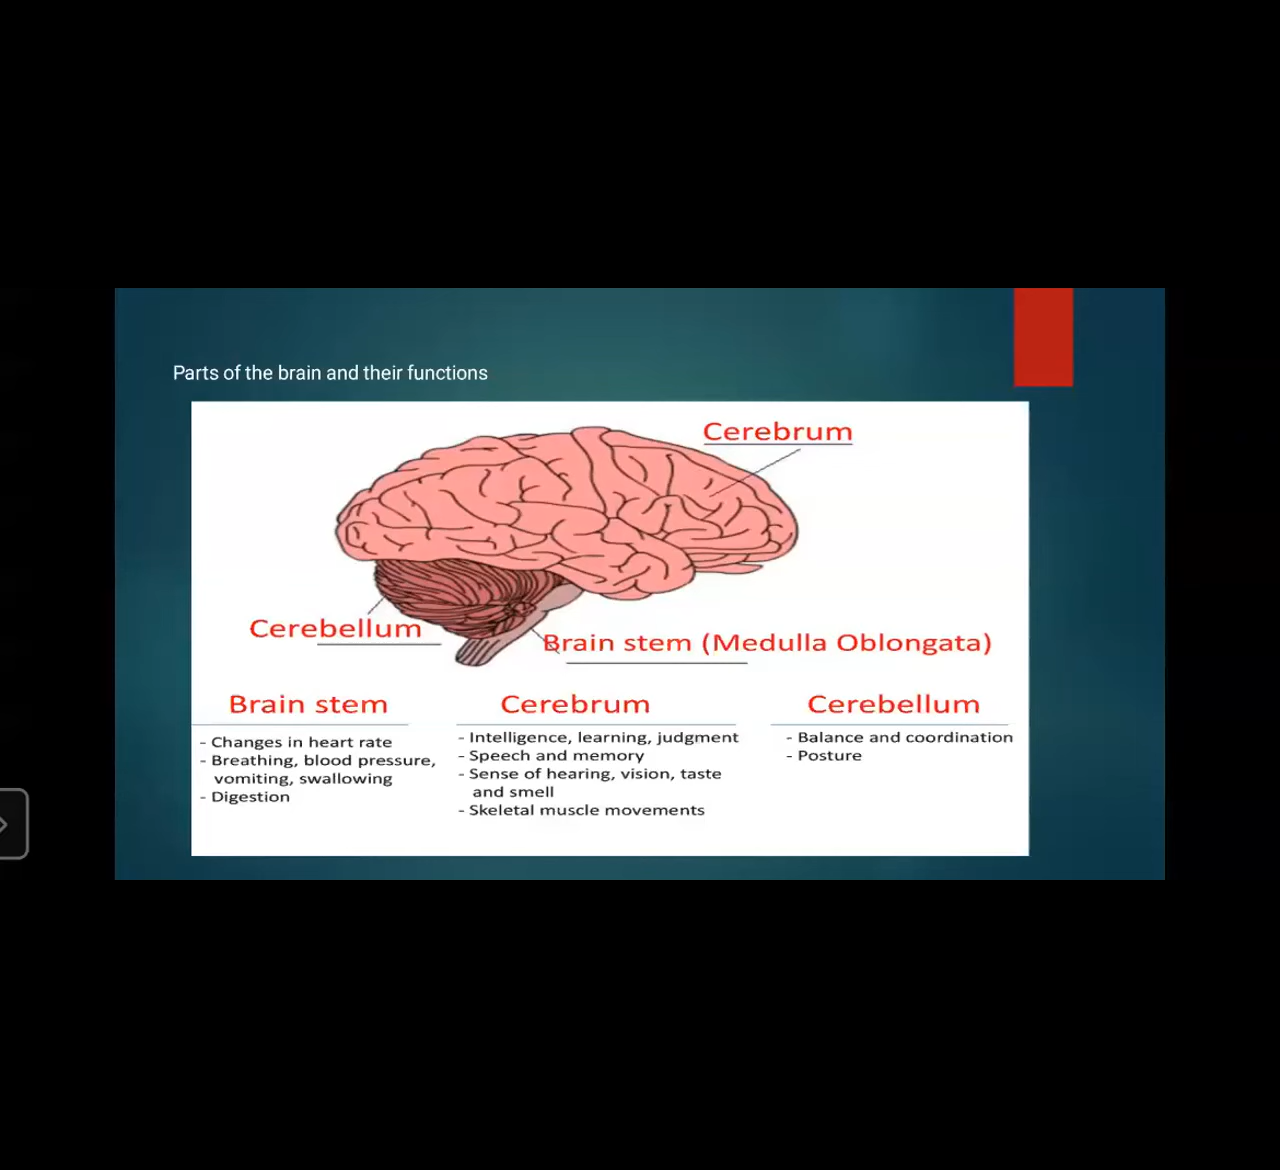 Parts of the brain and their functions
Cerebrum
Cerebellum
Brain stem (Medulla Oblongata)
Brain stem
- Changes in heart rate
- Breathing, blood pressure,
vomiting, swallowing
- Digestion
Cerebrum
- Intelligence, learning, judgment
- Speech and memory
- Sense of hearing, vision, taste
and smell
- Skeletal muscle movements
Cerebellum
- Balance and coordination
- Posture